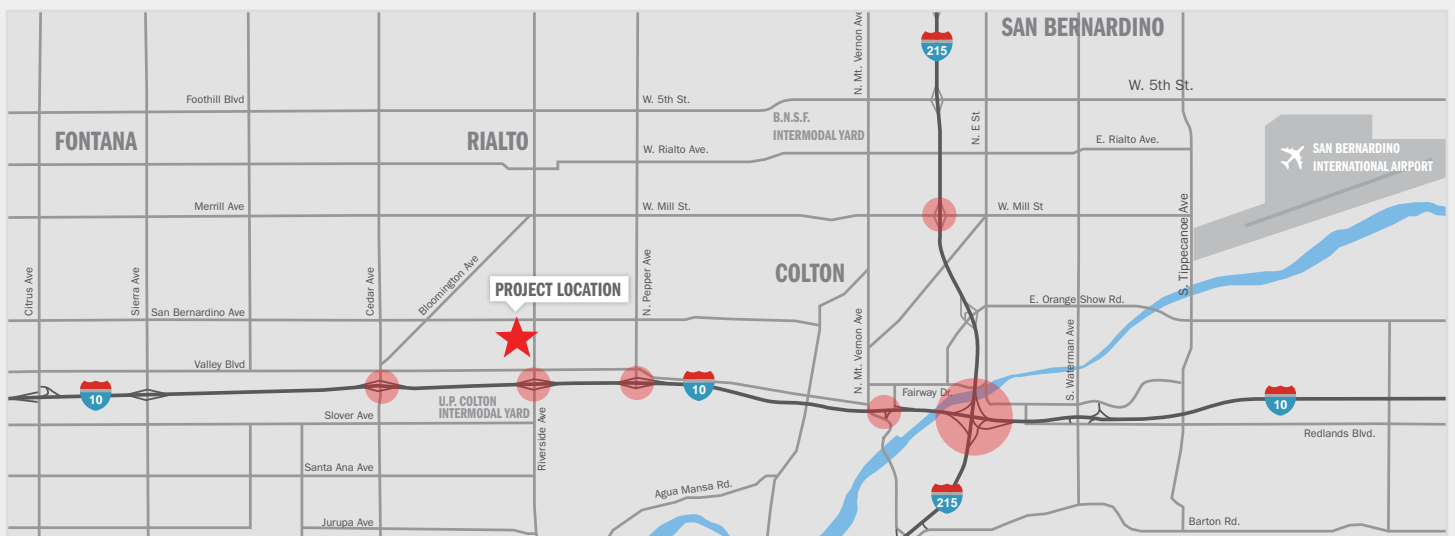 SAN BERNARDINO
N. Mt. Vernon Ave
215
W. 5th St.
Foothill Blvd
W. 5th St.
B.N.S.F.
INTERMODAL YARD
N. E St
FONTANA
RIALTO
W. Rialto Ave.
E. Rialto Ave.
SAN BERNARDINO
INTERNATIONAL AIRPORT
Merrill Ave
W. Mill St.
W. Mill St
S. Tippecanoe Ave
Citrus Ave
Sierra Ave
Cedar Ave
Bloomington Ave
N. Pepper Ave
COLTON
PROJECT LOCATION
E. Orange Show Rd.
San Bernardino Ave
N. Mt. Vernon Ave
S. Waterman Ave
Valley Blvd
10
10
Fairway Dr.
10
U.P. COLTON
INTERMODAL YARD
Slover Ave
Riverside Ave
Redlands Blvd.
Santa Ana Ave
Agua Mansa Rd.
215
Jurupa Ave
Barton Rd.